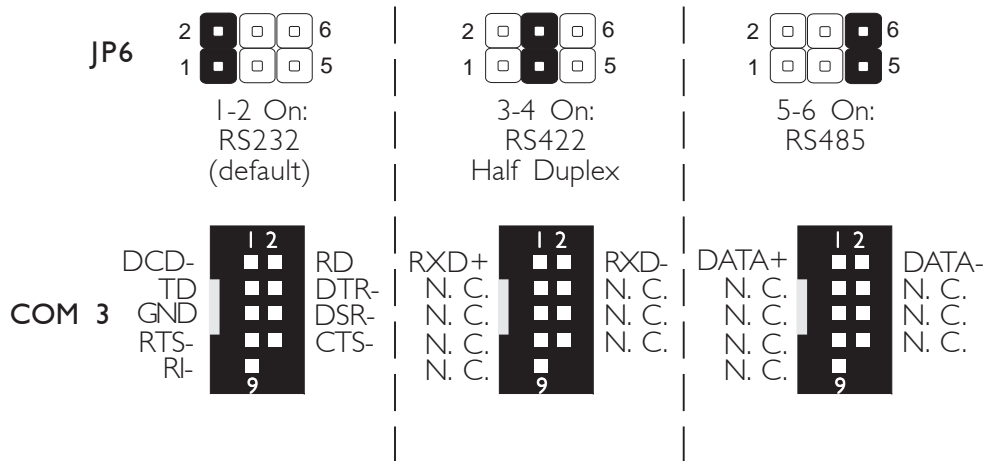 JP6
2 6
1 5
1-2 On:
RS232
(default)
2 6
1 5
3-4 On:
RS422
Half Duplex
2 6
1 5
5-6 On:
RS485
COM 3
1 2
DCD- RD
TD DTR-
GND DSR-
RTS- CTS-
RI-
9
1 2
RXD+ RXD-
N. C. N. C.
N. C. N. C.
N. C. N. C.
N. C.
9
1 2
DATA+ DATA-
N. C. N. C.
N. C. N. C.
N. C. N. C.
N. C.
9